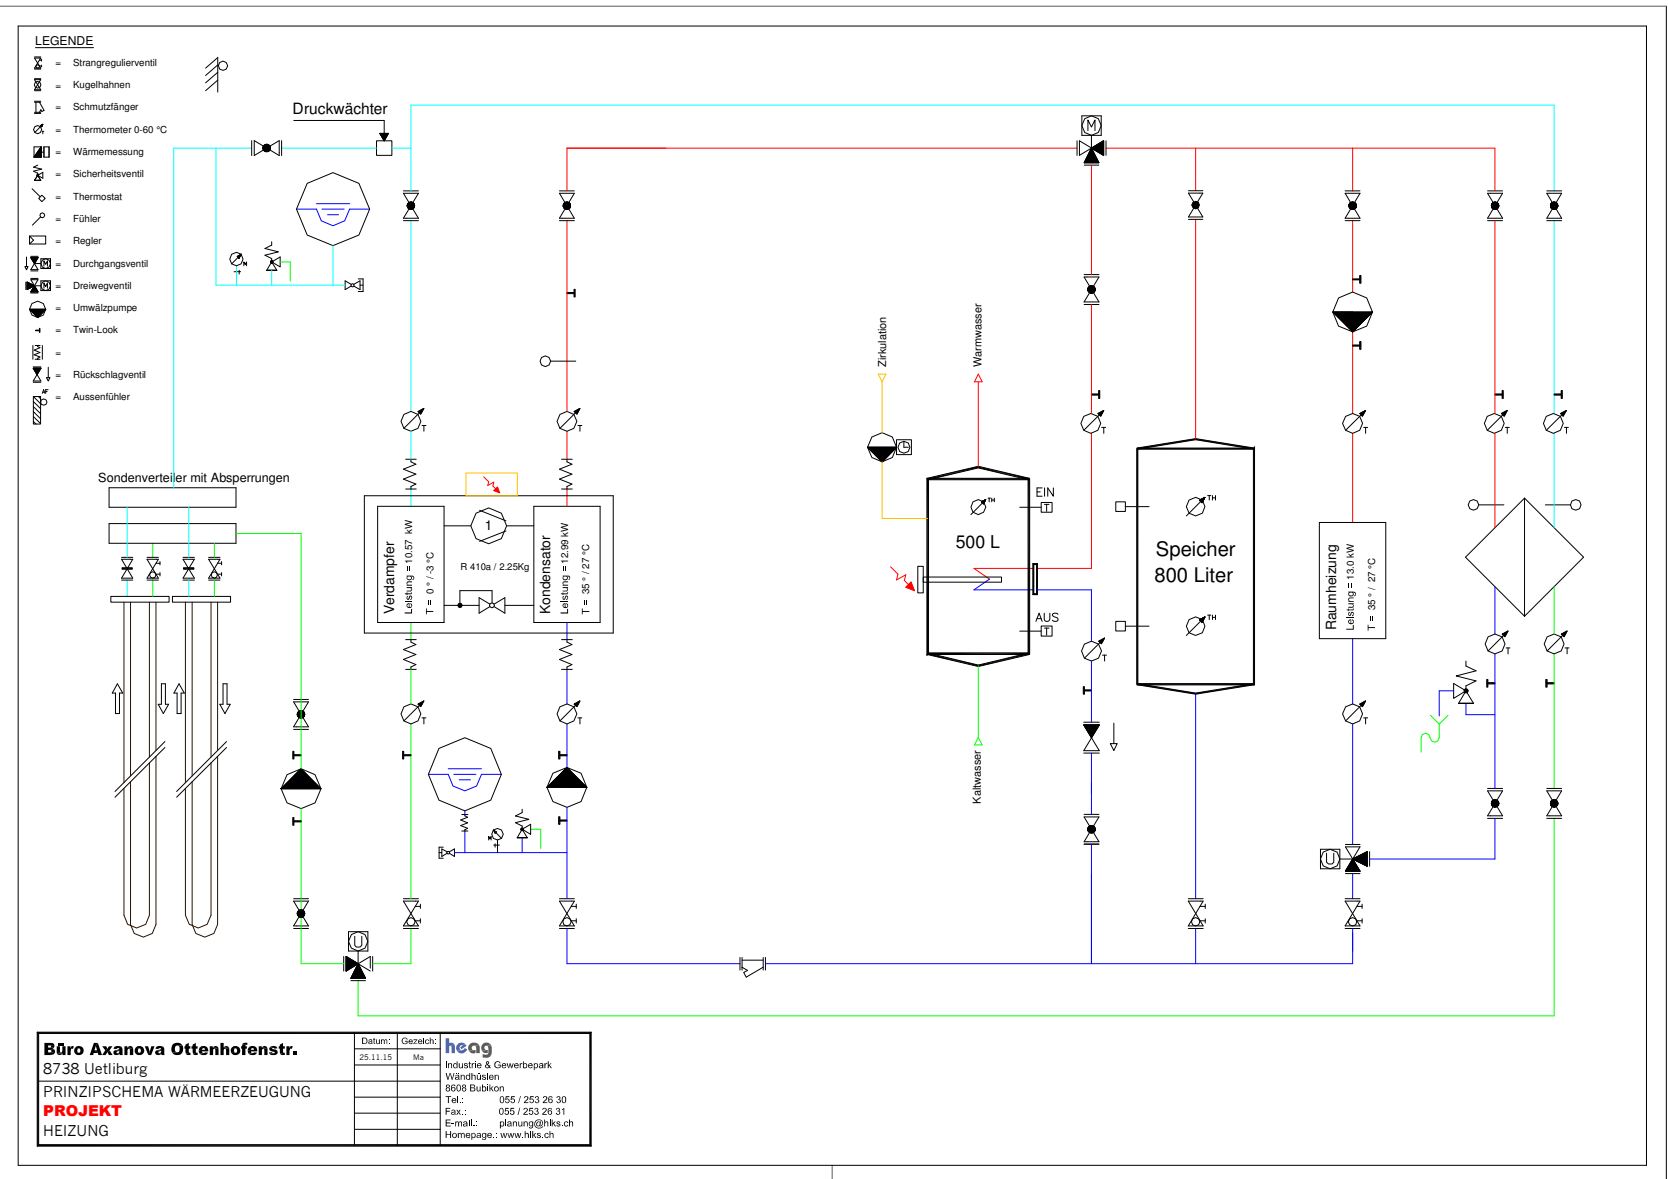 LEGENDE
= Strangregulierventil
= Kugelhahnen
= Schmutzfänger
T = Thermometer 0-60 °C
= Wärmemessung
= Sicherheitsventil
= Thermostat
= Fühler
= Regler
M = Durchgangsventil
M = Dreiwegventil
= Umwälzpumpe
= Twin-Look
=
= Rückschlagventil
AF = Aussenfühler
Druckwächter
M
M
Zirkulation
Warmwasser
T
T
T
T
T
T
Sondenverteiler mit Absperrungen
Verdampfer
Leistung = 10.57 kW
T = 0 ° / -3 °C
1
R 410a / 2.25Kg
Kondensator
Leistung = 12.99 kW
T = 35 ° / 27 °C
TH
500 L
EIN
T
AUS
T
Kaltwasser
TH
Speicher
800 Liter
TH
Raumheizung
Leistung = 13.0 kW
T = 35 ° / 27 °C
T
T
T
T
T
T
M
U
U
Büro Axanova Ottenhofenstr.
8738 Uetliburg
PRINZIPSCHEMA WÄRMEERZEUGUNG
PROJEKT
HEIZUNG
Datum: Gezeich:
25.11.15 Ma
heag
Industrie & Gewerbepark
Wändhüslen
8608 Bubikon
Tel.: 055 / 253 26 30
Fax.: 055 / 253 26 31
E-mail.: planung@hlks.ch
Homepage.: www.hlks.ch